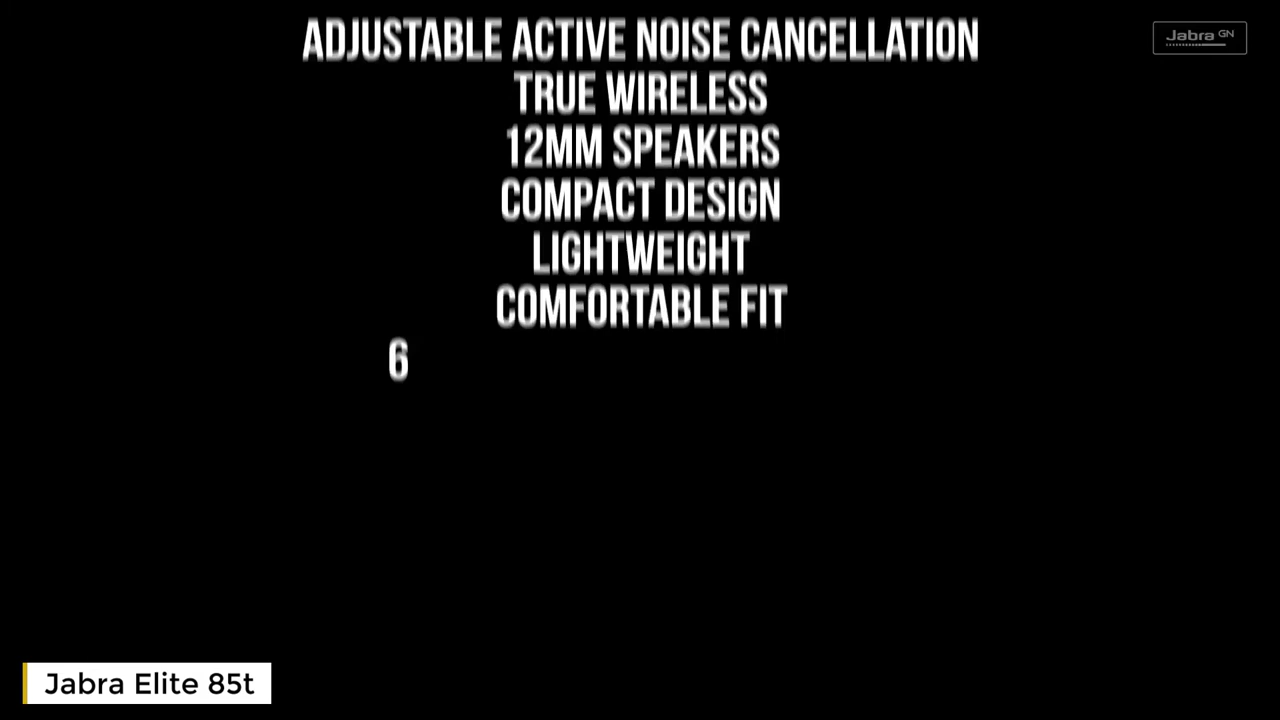 ADJUSTABLE ACTIVE NOISE CANCELLATION
Jabra GN
TRUE WIRELESS
12MM SPEAKERS
COMPACT DESIGN
LIGHTWEIGHT
COMFORTABLE FIT
6
Jabra Elite 85t